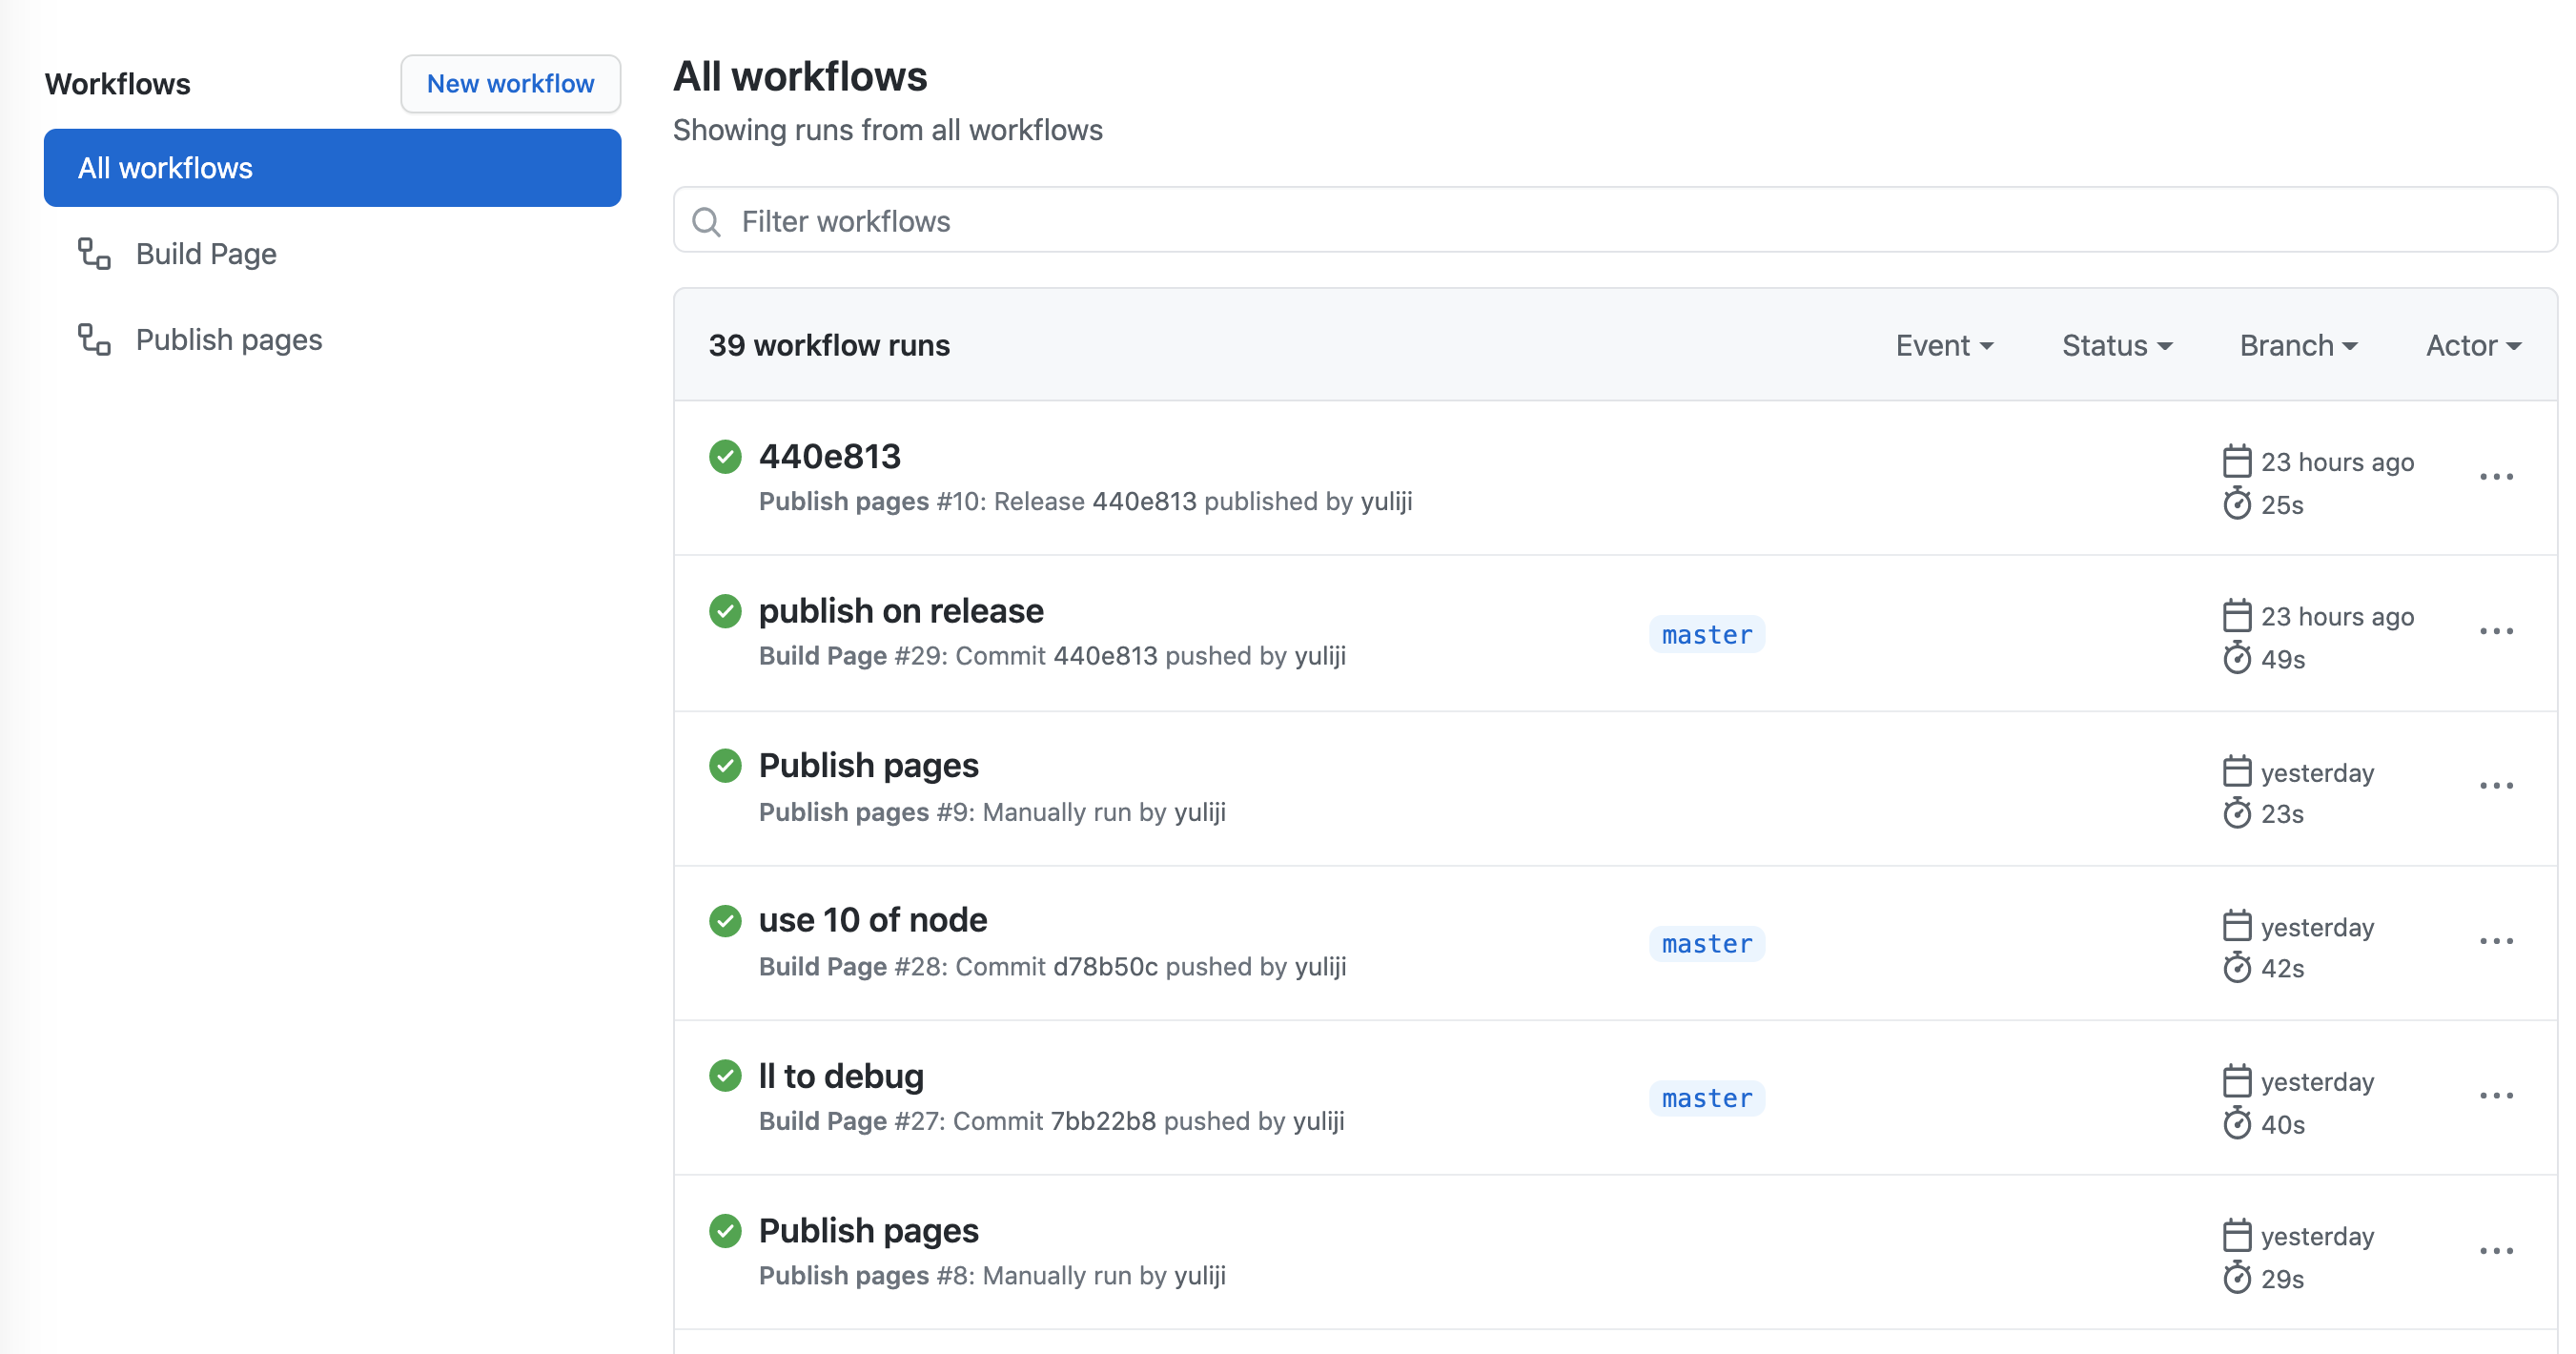 Workflows
New workflow
All workflows
Build Page
Publish pages
All workflows
Showing runs from all workflows
Filter workflows
39 workflow runs
Event
Status
Branch
Actor
440e813
Publish pages #10: Release 440e813 published by yuliji
23 hours ago
25s
publish on release
Build Page #29: Commit 440e813 pushed by yuliji
master
23 hours ago
49s
Publish pages
Publish pages #9: Manually run by yuliji
yesterday
23s
use 10 of node
Build Page #28: Commit d78b50c pushed by yuliji
master
yesterday
42s
ll to debug
Build Page #27: Commit 7bb22b8 pushed by yuliji
master
yesterday
40s
Publish pages
Publish pages #8: Manually run by yuliji
yesterday
29s